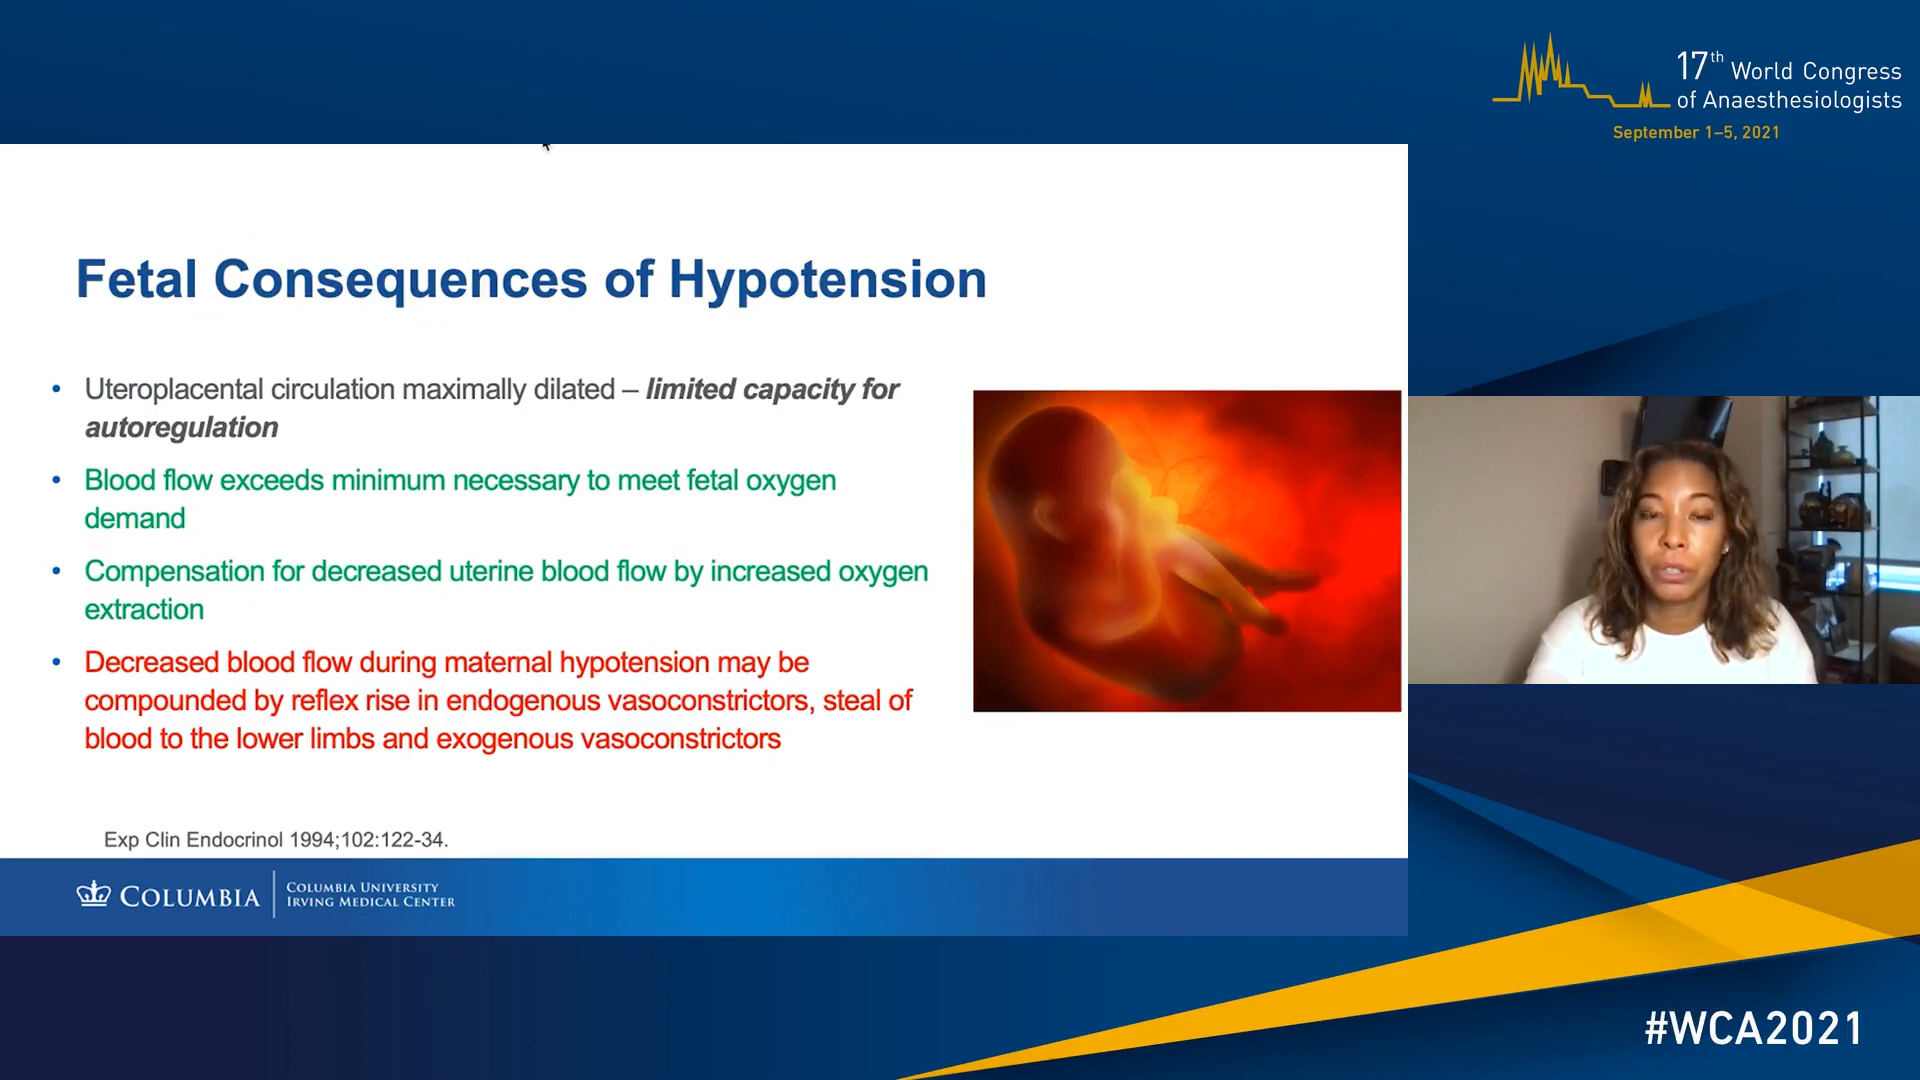 17th World Congress
of Anaesthesiologists
September 1–5, 2021
Fetal Consequences of Hypotension
• Uteroplacental circulation maximally dilated – limited capacity for
autoregulation
• Blood flow exceeds minimum necessary to meet fetal oxygen
demand
• Compensation for decreased uterine blood flow by increased oxygen
extraction
• Decreased blood flow during maternal hypotension may be
compounded by reflex rise in endogenous vasoconstrictors, steal of
blood to the lower limbs and exogenous vasoconstrictors
Exp Clin Endocrinol 1994;102:122-34.
COLUMBIA
COLUMBIA UNIVERSITY
IRVING MEDICAL CENTER
#WCA2021